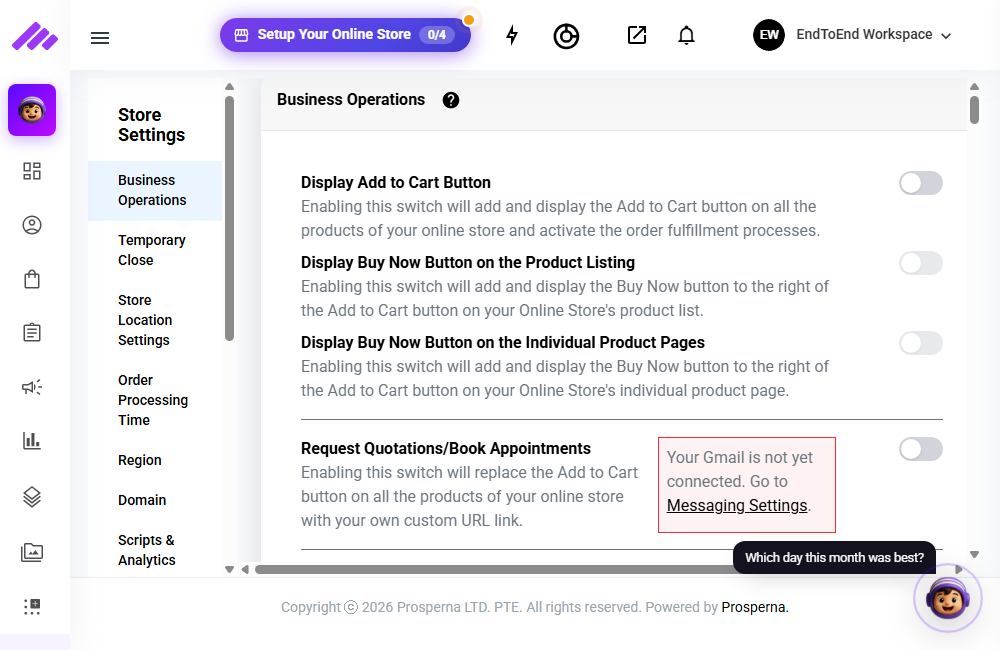 Setup Your Online Store 0/4
EW EndToEnd Workspace
Store
Settings
Business
Operations
Temporary
Close
Store
Location
Settings
Order
Processing
Time
Region
Domain
Scripts &
Analytics
Business Operations ?
Display Add to Cart Button
Enabling this switch will add and display the Add to Cart button on all the
products of your online store and activate the order fulfillment processes.
Display Buy Now Button on the Product Listing
Enabling this switch will add and display the Buy Now button to the right of
the Add to Cart button on your Online Store's product list.
Display Buy Now Button on the Individual Product Pages
Enabling this switch will add and display the Buy Now button to the right of
the Add to Cart button on your Online Store's individual product page.
Request Quotations/Book Appointments
Enabling this switch will replace the Add to Cart
button on all the products of your online store
with your own custom URL link.
Your Gmail is not yet
connected. Go to
Messaging Settings.
Which day this month was best?
Copyright © 2026 Prosperna LTD. PTE. All rights reserved. Powered by Prosperna.